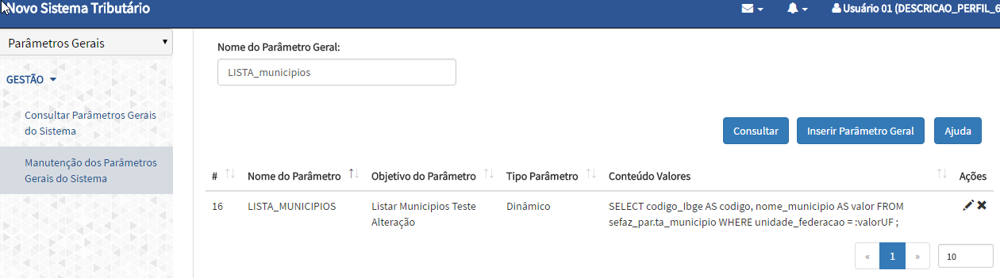 Novo Sistema Tributário
Usuário 01 (DESCRICAO_PERFIL_6
Parâmetros Gerais
GESTÃO
Consultar Parâmetros Gerais
do Sistema
Manutenção dos Parâmetros
Gerais do Sistema
Nome do Parâmetro Geral:
LISTA_municipios
Consultar
Inserir Parâmetro Geral
Ajuda
# Nome do Parâmetro Objetivo do Parâmetro Tipo Parâmetro Conteúdo Valores Ações
16 LISTA_MUNICIPIOS Listar Municipios Teste Dinâmico SELECT codigo_Ibge AS codigo, nome_municipio AS valor FROM
Alteração sefaz_par.ta_municipio WHERE unidade_federacao = :valorUF ;
« 1 » 10